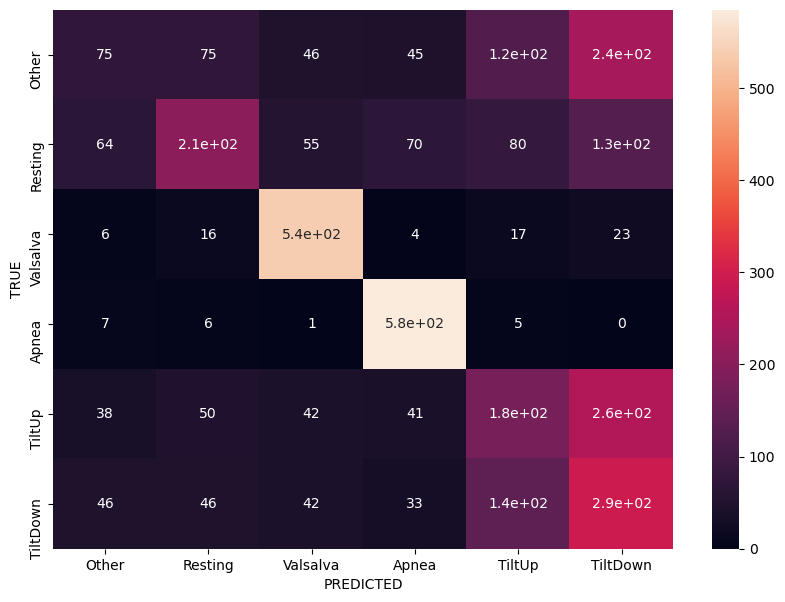 TRUE
Other 75 75 46 45 1.2e+02 2.4e+02
Resting 64 2.1e+02 55 70 80 1.3e+02
Valsalva 6 16 5.4e+02 4 17 23
Apnea 7 6 1 5.8e+02 5 0
TiltUp 38 50 42 41 1.8e+02 2.6e+02
TiltDown 46 46 42 33 1.4e+02 2.9e+02
Other Resting Valsalva Apnea TiltUp TiltDown
PREDICTED
500
400
300
200
100
0